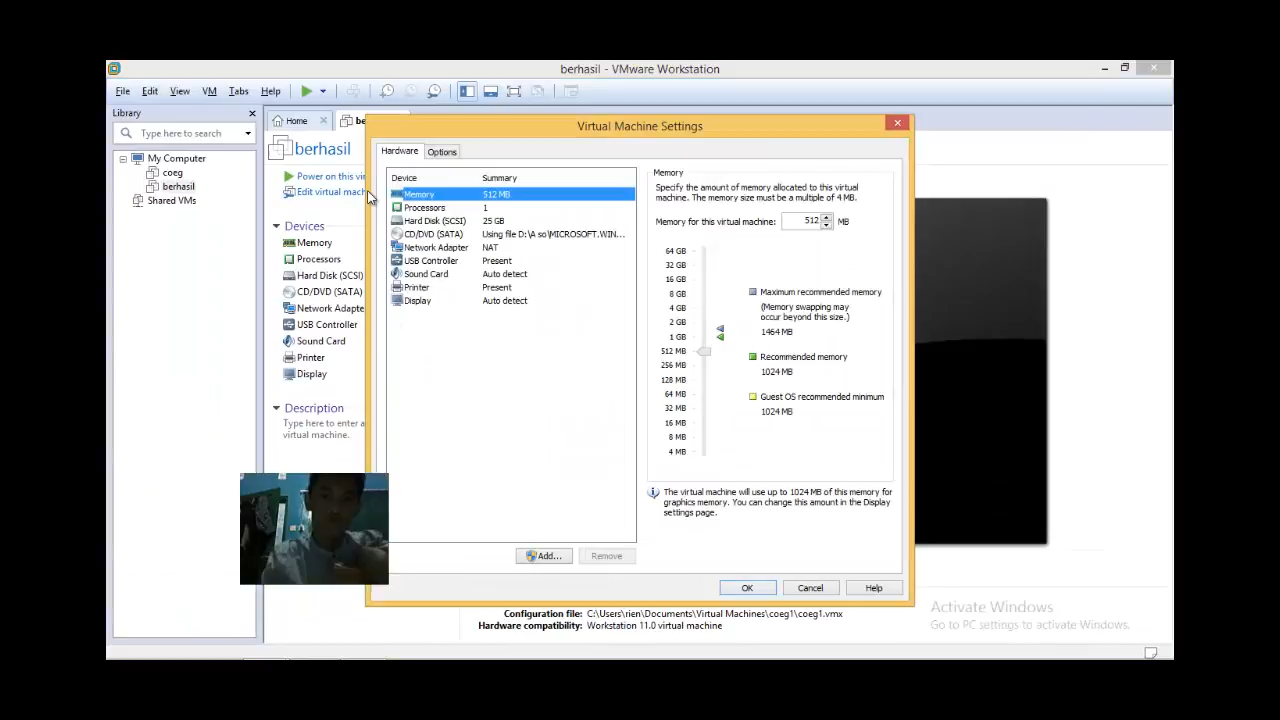 berhasil - VMware Workstation
File Edit View VM Tabs Help
Library
Type here to search
My Computer
coeg
berhasil
Shared VMs
Home
be
berhasil
Power on this vi
Edit virtual mach
Devices
Memory
Processors
Hard Disk (SCSI)
CD/DVD (SATA)
Network Adapte
USB Controller
Sound Card
Printer
Display
Description
Type here to enter a
virtual machine.
Virtual Machine Settings
Hardware Options
Device Summary
Memory 512 MB
Processors 1
Hard Disk (SCSI) 25 GB
CD/DVD (SATA) Using file D:\A so\MICROSOFT.WIN...
Network Adapter NAT
USB Controller Present
Sound Card Auto detect
Printer Present
Display Auto detect
Add... Remove
Memory
Specify the amount of memory allocated to this virtual
machine. The memory size must be a multiple of 4 MB.
Memory for this virtual machine: 512 MB
64 GB
32 GB
16 GB
8 GB
4 GB
2 GB
1 GB
512 MB
256 MB
128 MB
64 MB
32 MB
16 MB
8 MB
4 MB
Maximum recommended memory
(Memory swapping may
occur beyond this size.)
1464 MB
Recommended memory
1024 MB
Guest OS recommended minimum
1024 MB
The virtual machine will use up to 1024 MB of this memory for
graphics memory. You can change this amount in the Display
settings page.
OK Cancel Help
Configuration file: C:\Users\rien\Documents\Virtual Machines\coeg1\coeg1.vmx
Hardware compatibility: Workstation 11.0 virtual machine
Activate Windows
Go to PC settings to activate Windows.